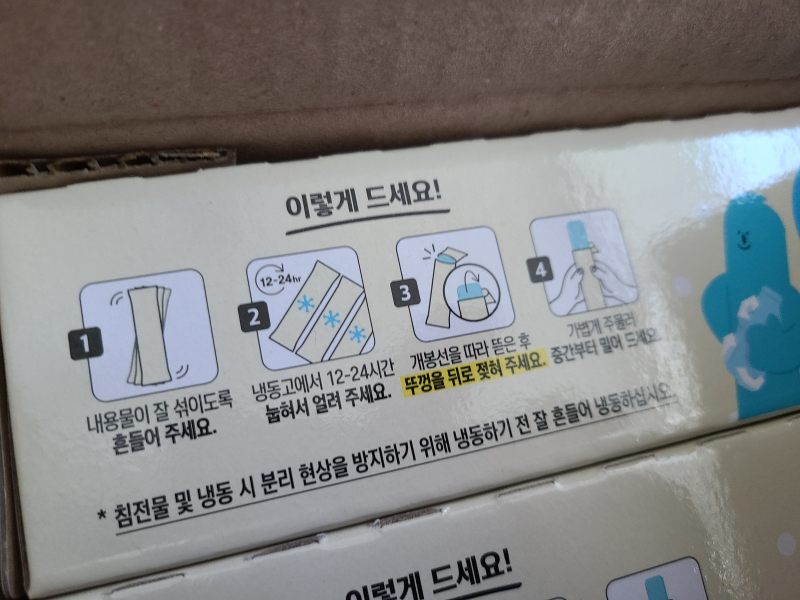 이렇게 드세요!
1
내용물이 잘 섞이도록
흔들어 주세요.
2
12-24hr
냉동고에서 12-24시간
눕혀서 얼려 주세요.
3
개봉선을 따라 뜯은 후
뚜껑을 뒤로 젖혀 주세요.
4
가볍게 주물러
중간부터 밀어 드세요.
* 침전물 및 냉동 시 분리 현상을 방지하기 위해 냉동하기 전 잘 흔들어 냉동하십시오.
이렇게 드세요!